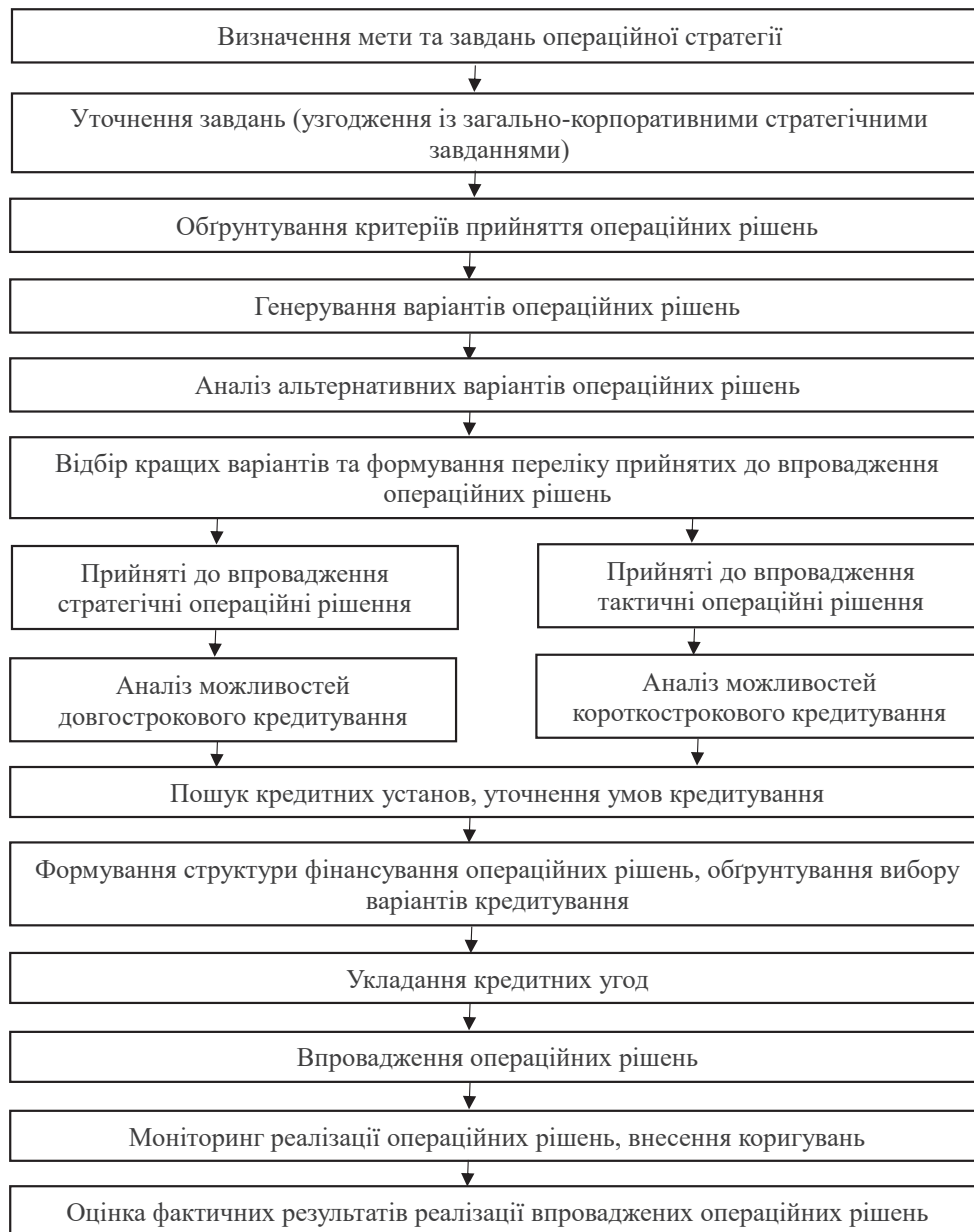 Визначення мети та завдань операційної стратегії
Уточнення завдань (узгодження із загально-корпоративними стратегічними
завданнями)
Обґрунтування критеріїв прийняття операційних рішень
Генерування варіантів операційних рішень
Аналіз альтернативних варіантів операційних рішень
Відбір кращих варіантів та формування переліку прийнятих до впровадження
операційних рішень
Прийняті до впровадження
стратегічні операційні рішення
Прийняті до впровадження
тактичні операційні рішення
Аналіз можливостей
довгострокового кредитування
Аналіз можливостей
короткострокового кредитування
Пошук кредитних установ, уточнення умов кредитування
Формування структури фінансування операційних рішень, обґрунтування вибору
варіантів кредитування
Укладання кредитних угод
Впровадження операційних рішень
Моніторинг реалізації операційних рішень, внесення коригувань
Оцінка фактичних результатів реалізації впроваджених операційних рішень